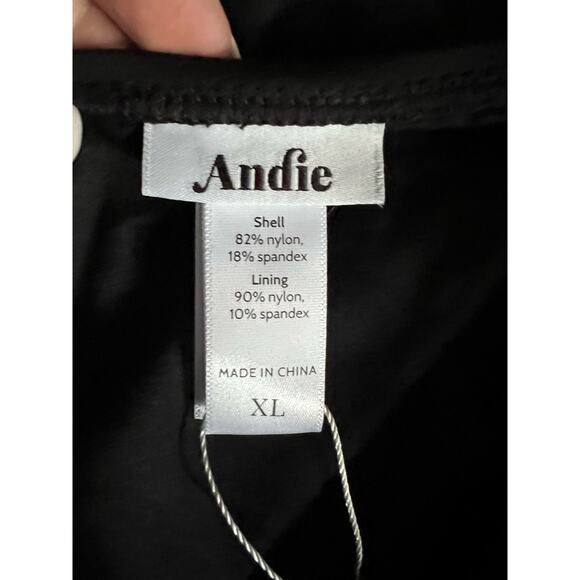 Andie
Shell
82% nylon,
18% spandex
Lining
90% nylon,
10% spandex
MADE IN CHINA
XL